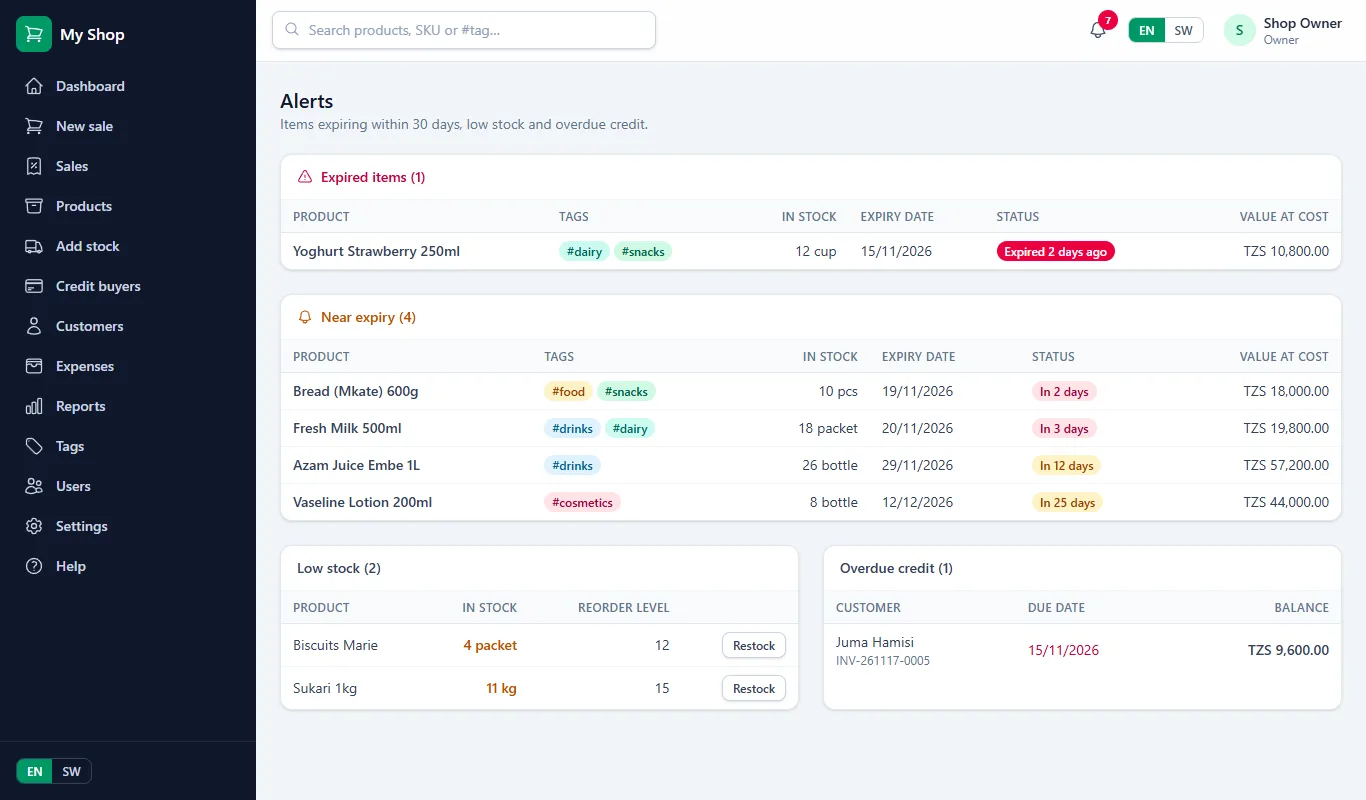 My Shop
Dashboard
New sale
Sales
Products
Add stock
Credit buyers
Customers
Expenses
Reports
Tags
Users
Settings
Help
EN SW
Search products, SKU or #tag...
7
EN SW
S
Shop Owner
Owner
Alerts
Items expiring within 30 days, low stock and overdue credit.
Expired items (1)
PRODUCT TAGS IN STOCK EXPIRY DATE STATUS VALUE AT COST
Yoghurt Strawberry 250ml #dairy #snacks 12 cup 15/11/2026 Expired 2 days ago TZS 10,800.00
Near expiry (4)
PRODUCT TAGS IN STOCK EXPIRY DATE STATUS VALUE AT COST
Bread (Mkate) 600g #food #snacks 10 pcs 19/11/2026 In 2 days TZS 18,000.00
Fresh Milk 500ml #drinks #dairy 18 packet 20/11/2026 In 3 days TZS 19,800.00
Azam Juice Embe 1L #drinks 26 bottle 29/11/2026 In 12 days TZS 57,200.00
Vaseline Lotion 200ml #cosmetics 8 bottle 12/12/2026 In 25 days TZS 44,000.00
Low stock (2)
PRODUCT IN STOCK REORDER LEVEL
Biscuits Marie 4 packet 12 Restock
Sukari 1kg 11 kg 15 Restock
Overdue credit (1)
CUSTOMER DUE DATE BALANCE
Juma Hamisi 15/11/2026 TZS 9,600.00
INV-261117-0005